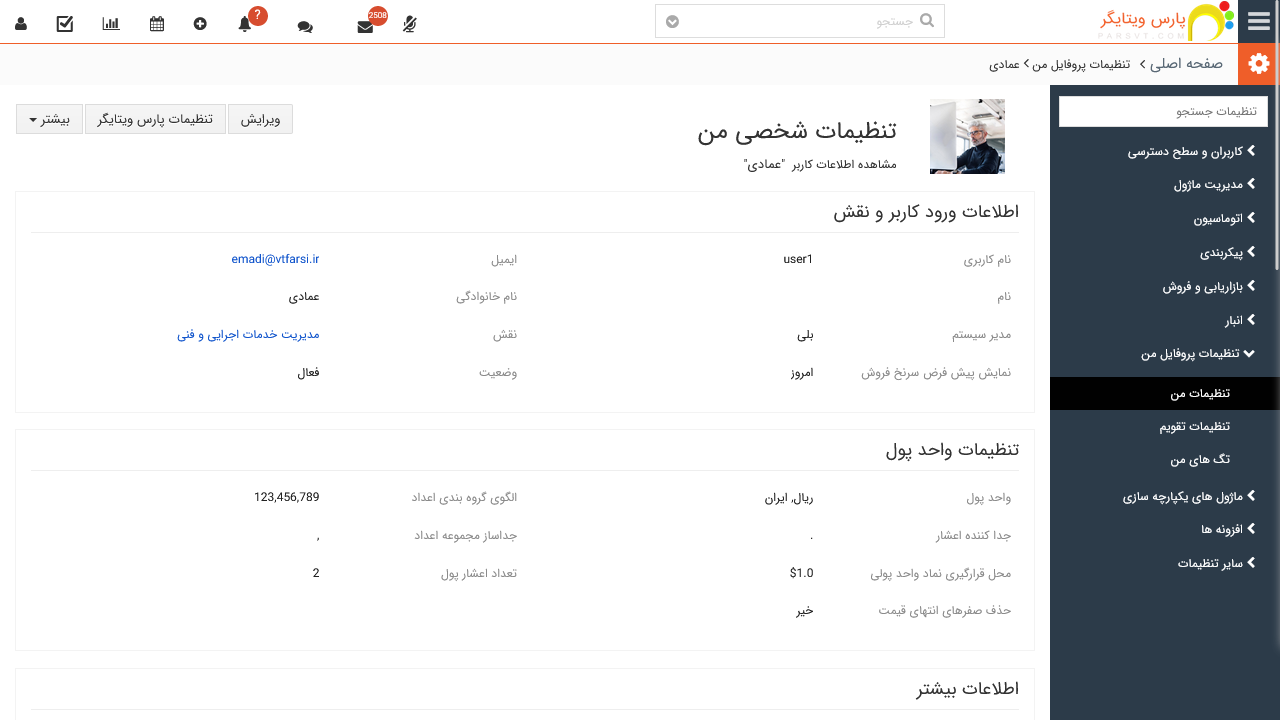 پارس ویتایگر
PARSVT.COM
جستجو
2508
?
صفحه اصلی > تنظیمات پروفایل من > عمادی
تنظیمات جستجو
کاربران و سطح دسترسی
مدیریت ماژول
اتوماسیون
پیکربندی
بازاریابی و فروش
انبار
تنظیمات پروفایل من
تنظیمات من
تنظیمات تقویم
تگ های من
ماژول های یکپارچه سازی
افزونه ها
سایر تنظیمات
تنظیمات شخصی من
مشاهده اطلاعات کاربر "عمادی"
ویرایش
تنظیمات پارس ویتایگر
بیشتر
اطلاعات ورود کاربر و نقش
نام کاربری user1 ایمیل emadi@vtfarsi.ir
نام نام خانوادگی عمادی
مدیر سیستم بلی نقش مدیریت خدمات اجرایی و فنی
نمایش پیش فرض سرنخ فروش امروز وضعیت فعال
تنظیمات واحد پول
واحد پول ریال, ایران الگوی گروه بندی اعداد 123,456,789
جدا کننده اعشار . جداساز مجموعه اعداد ,
محل قرارگیری نماد واحد پولی $1.0 تعداد اعشار پول 2
حذف صفرهای انتهای قیمت خیر
اطلاعات بیشتر